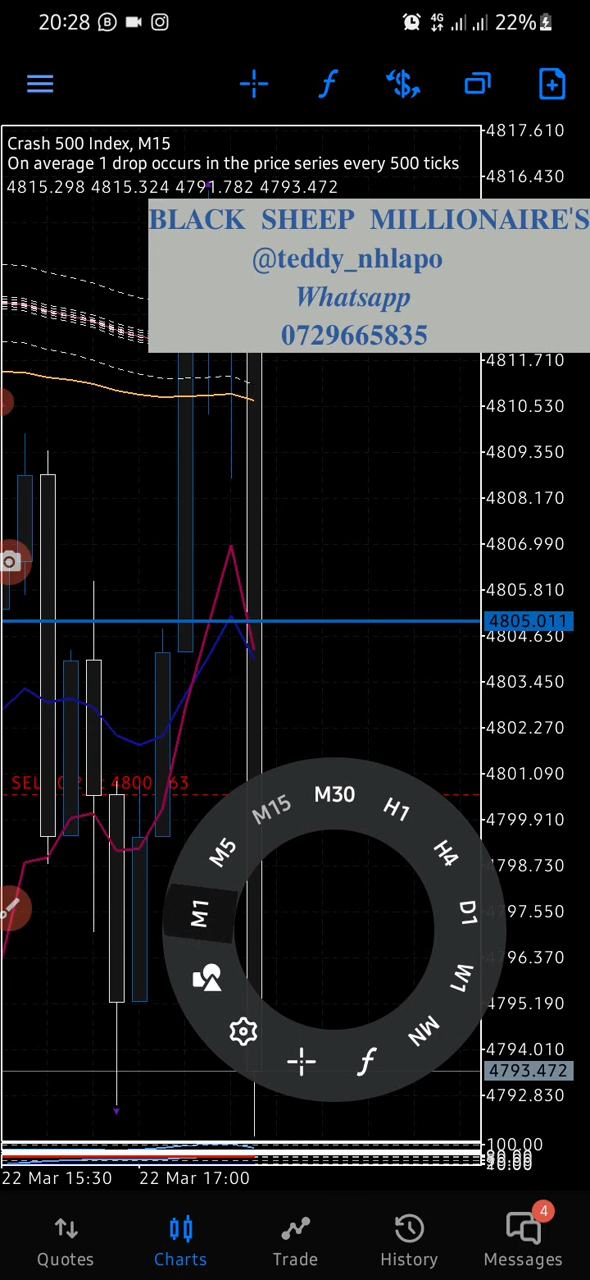 20:28
4G
22%
Crash 500 Index, M15
On average 1 drop occurs in the price series every 500 ticks
4815.298 4815.324 4791.782 4793.472
BLACK SHEEP MILLIONAIRE'S
@teddy_nhlapo
Whatsapp
0729665835
4817.610
4816.430
4811.710
4810.530
4809.350
4808.170
4806.990
4805.810
4805.011
4804.630
4803.450
4802.270
4801.090
4799.910
4798.730
4797.550
4796.370
4795.190
4794.010
4793.472
4792.830
100.00
M1
M5
M15
M30
H1
H4
D1
W1
MN
22 Mar 15:30
22 Mar 17:00
Quotes
Charts
Trade
History
Messages
4